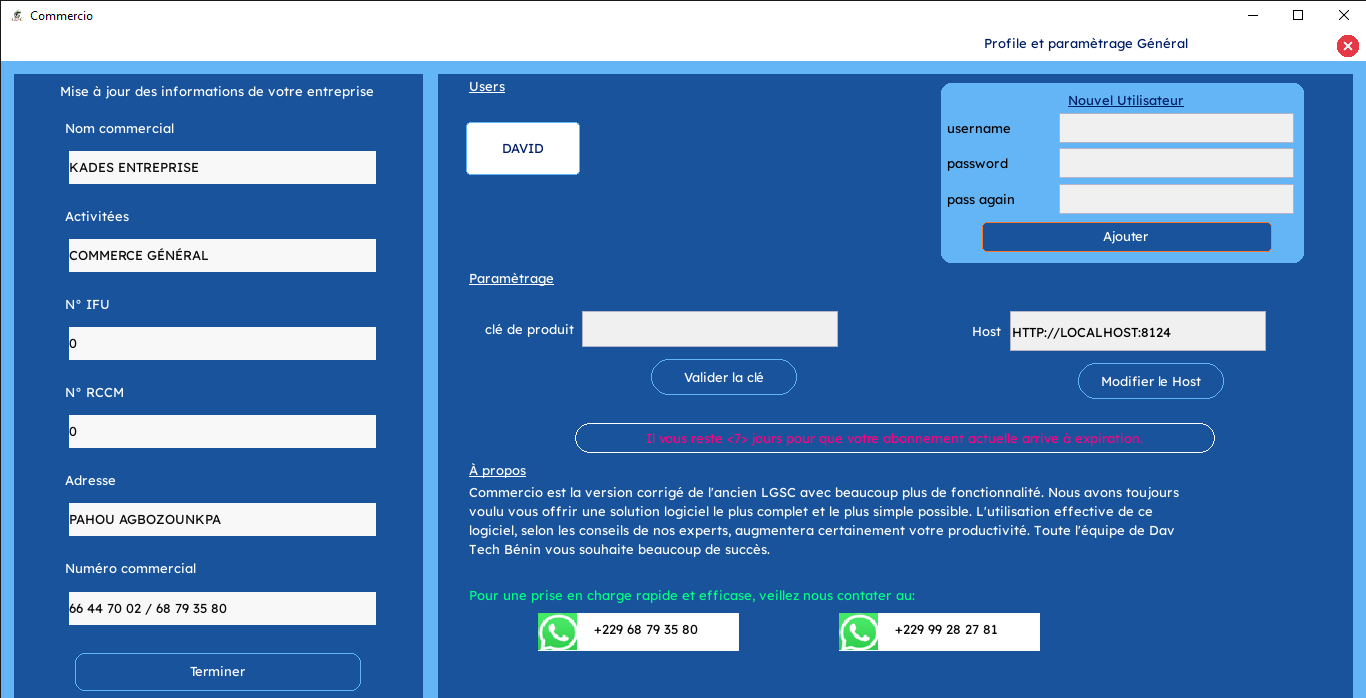 Commercio
Profile et paramètrage Général
Mise à jour des informations de votre entreprise
Nom commercial
KADES ENTREPRISE
Activitées
COMMERCE GÉNÉRAL
N° IFU
0
N° RCCM
0
Adresse
PAHOU AGBOZOUNKPA
Numéro commercial
66 44 70 02 / 68 79 35 80
Terminer
Users
DAVID
Nouvel Utilisateur
username
password
pass again
Ajouter
Paramètrage
clé de produit
Valider la clé
Host HTTP://LOCALHOST:8124
Modifier le Host
Il vous reste <7> jours pour que votre abonnement actuelle arrive à expiration.
À propos
Commercio est la version corrigé de l'ancien LGSC avec beaucoup plus de fonctionnalité. Nous avons toujours
voulu vous offrir une solution logiciel le plus complet et le plus simple possible. L'utilisation effective de ce
logiciel, selon les conseils de nos experts, augmentera certainement votre productivité. Toute l'équipe de Dav
Tech Bénin vous souhaite beaucoup de succès.
Pour une prise en charge rapide et efficase, veillez nous contater au:
+229 68 79 35 80
+229 99 28 27 81